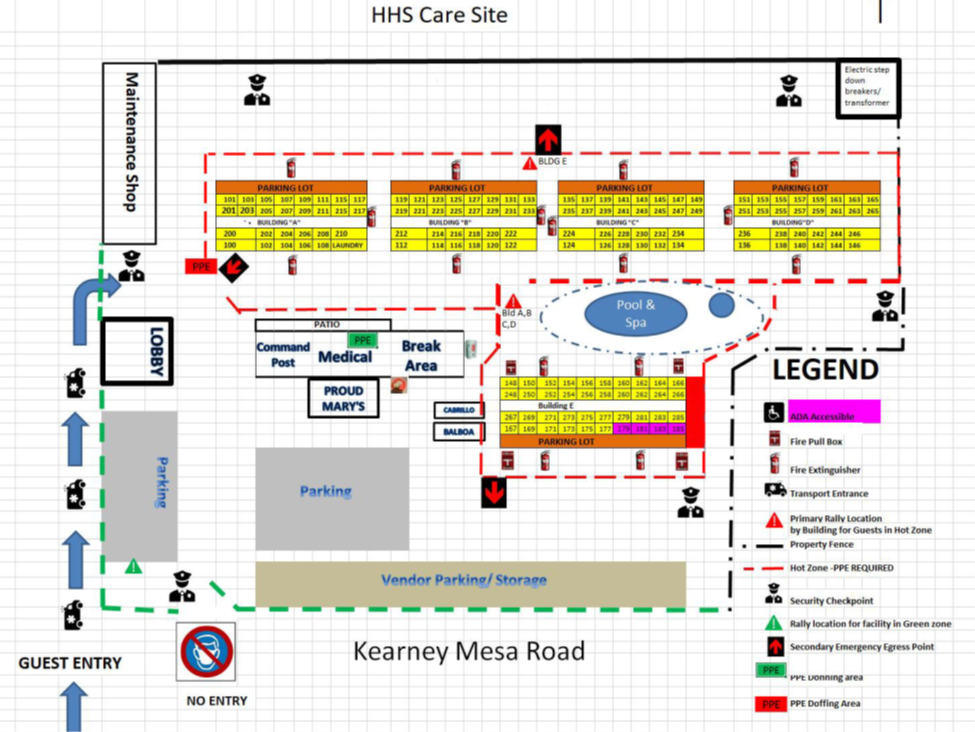 HHS Care Site
Maintenance Shop
Electric step
down
breakers/
transformer
BLDG E
PARKING LOT
101 103 105 107 109 111 115 117
201 203 205 207 209 211 215 217
BUILDING "A"
200 202 204 206 208 210
100 102 104 106 108 LAUNDRY
PARKING LOT
119 121 123 125 127 129 131 133
219 221 223 225 227 229 231 233
BUILDING "B"
212 214 216 218 220 222
112 114 116 118 120 122
PARKING LOT
135 137 139 141 143 145 147 149
235 237 239 241 243 245 247 249
BUILDING "C"
224 226 228 230 232 234
124 126 128 130 132 134
PARKING LOT
151 153 155 157 159 161 163 165
251 253 255 257 259 261 263 265
BUILDING "D"
236 238 240 242 244 246
136 138 140 142 144 146
PPE
Bld A,B
C,D
Pool &
Spa
LOBBY
PATIO
Command
Post
PPE
Medical
Break
Area
PROUD
MARY'S
CABRILLO
BALBOA
148 150 152 154 156 158 160 162 164 166
248 250 252 254 256 258 260 262 264 266
Building E
267 269 271 273 275 277 279 281 283 285
167 169 171 173 175 177 179 181 183 185
PARKING LOT
Parking
Parking
Vendor Parking/ Storage
GUEST ENTRY
NO ENTRY
Kearney Mesa Road
LEGEND
ADA Accessible
Fire Pull Box
Fire Extinguisher
Transport Entrance
Primary Rally Location
by Building for Guests in Hot Zone
Property Fence
Hot Zone -PPE REQUIRED
Security Checkpoint
Rally location for facility in Green zone
Secondary Emergency Egress Point
PPE
PPE Donning area
PPE
PPE Doffing Area